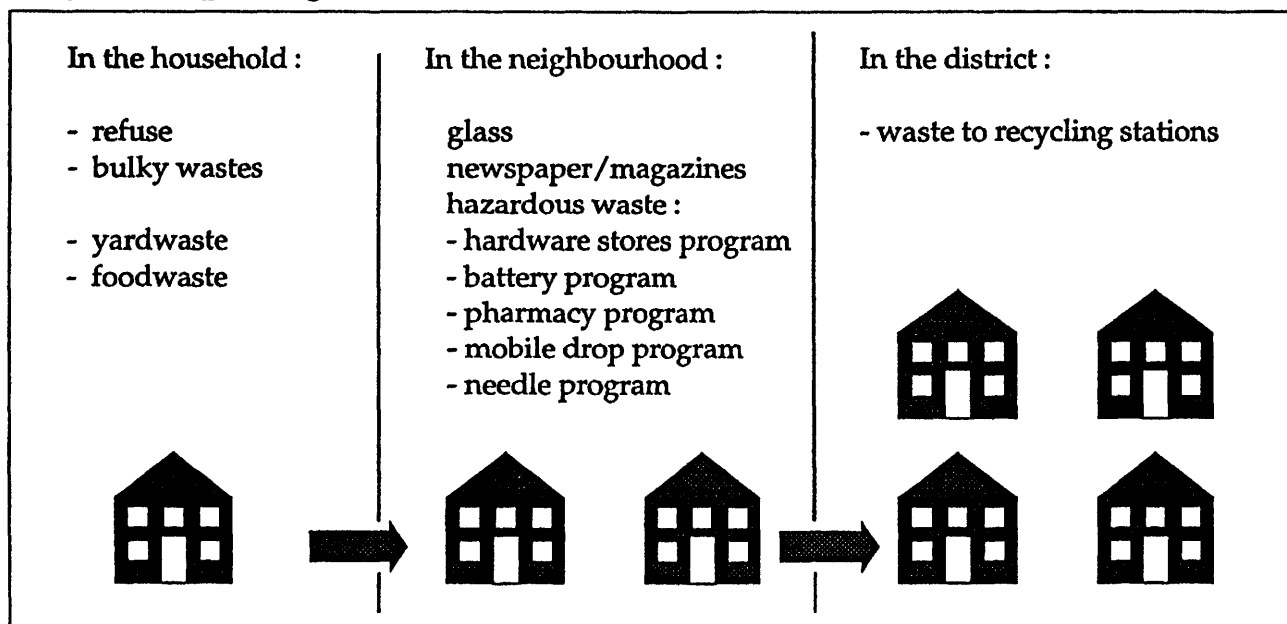 In the household :
- refuse
- bulky wastes
- yardwaste
- foodwaste
In the neighbourhood :
glass
newspaper/magazines
hazardous waste :
- hardware stores program
- battery program
- pharmacy program
- mobile drop program
- needle program
In the district :
- waste to recycling stations